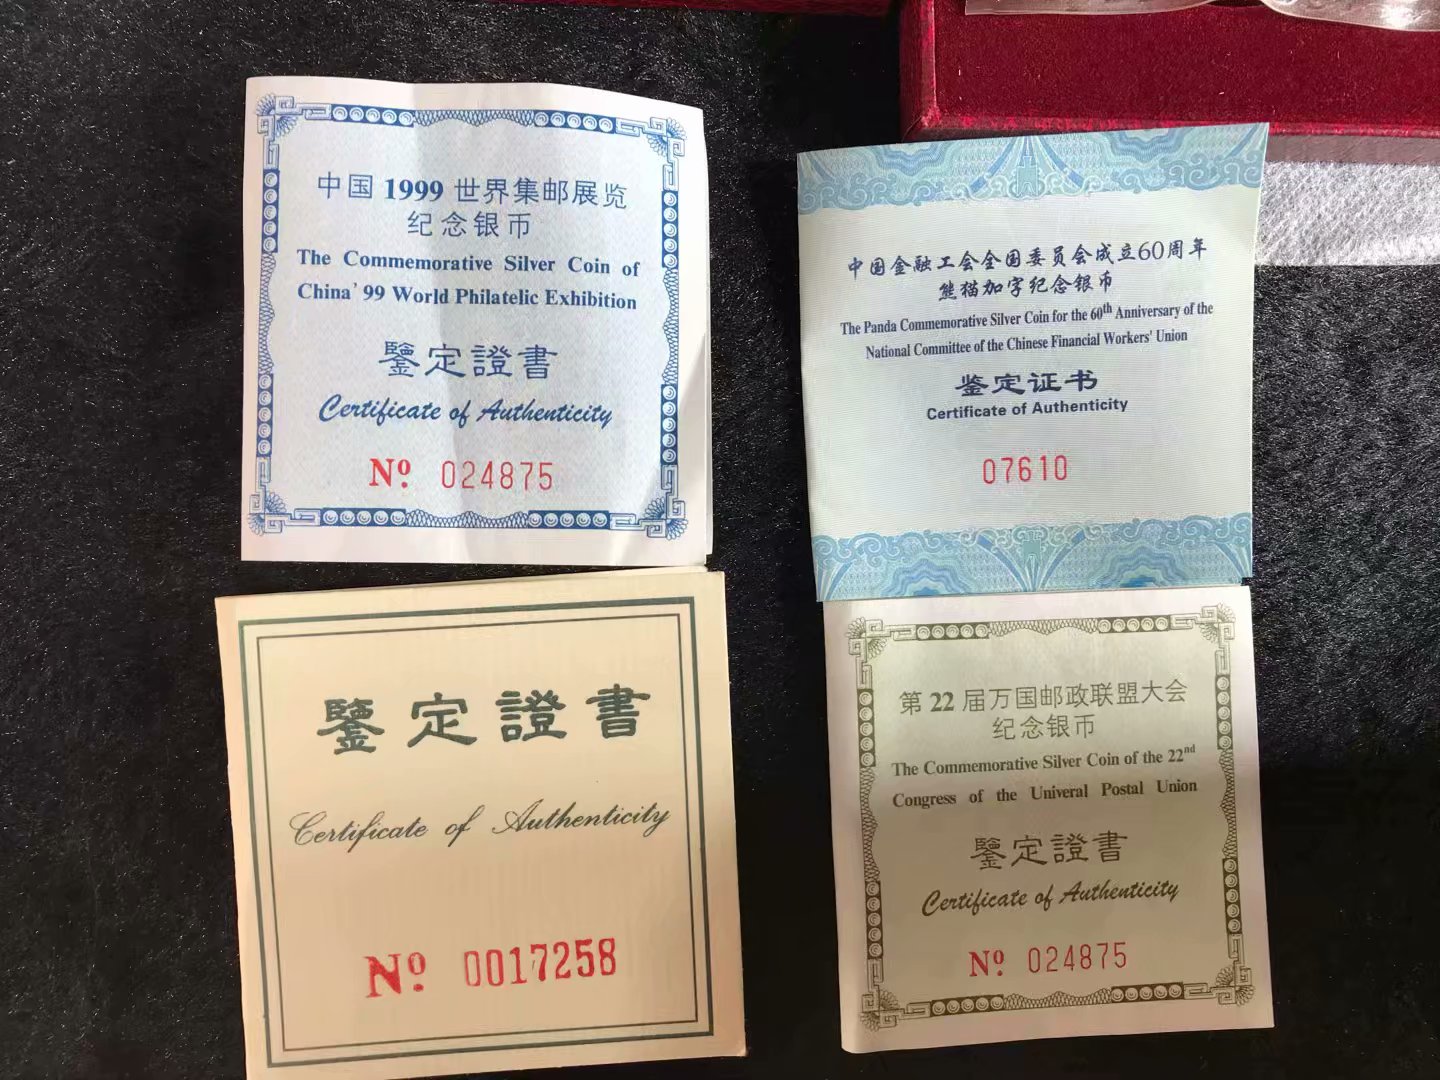 中国 1999 世界集邮展览
纪念银币
The Commemorative Silver Coin of
China' 99 World Philatelic Exhibition
鑒定證書
Certificate of Authenticity
Nº 024875
中国金融工会全国委员会成立60周年
熊猫加字纪念银币
The Panda Commemorative Silver Coin for the 60th Anniversary of the
National Committee of the Chinese Financial Workers' Union
鉴定证书
Certificate of Authenticity
07610
鑒定證書
Certificate of Authenticity
Nº 0017258
第 22 届万国邮政联盟大会
纪念银币
The Commemorative Silver Coin of the 22nd
Congress of the Univeral Postal Union
鑒定證書
Certificate of Authenticity
Nº 024875